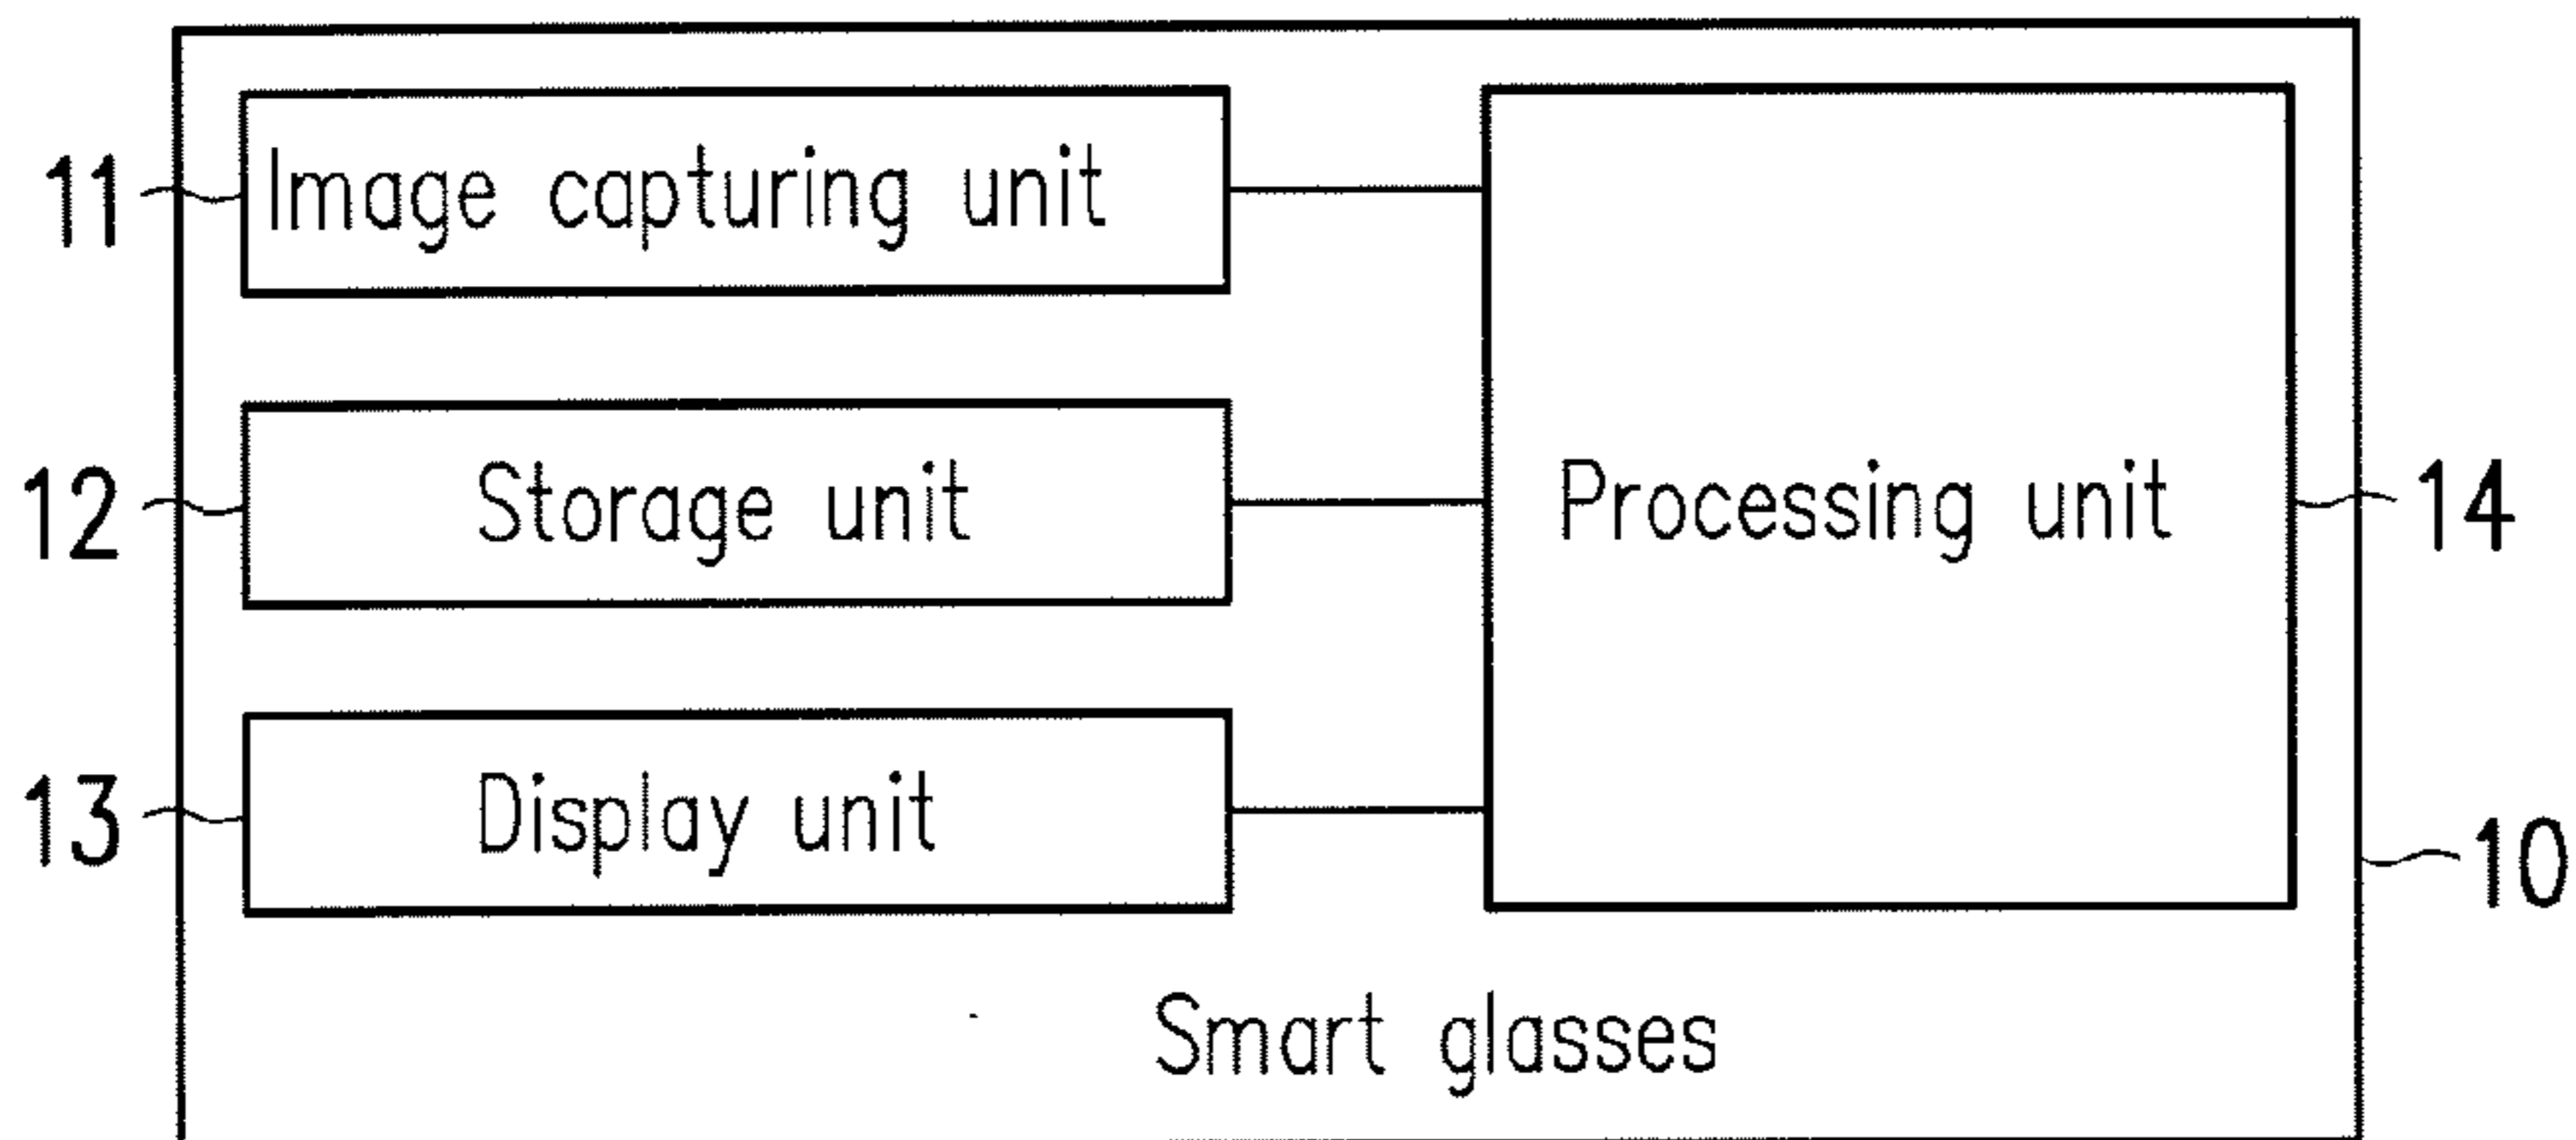 11 Image capturing unit
12 Storage unit
Processing unit 14
13 Display unit
10
Smart glasses